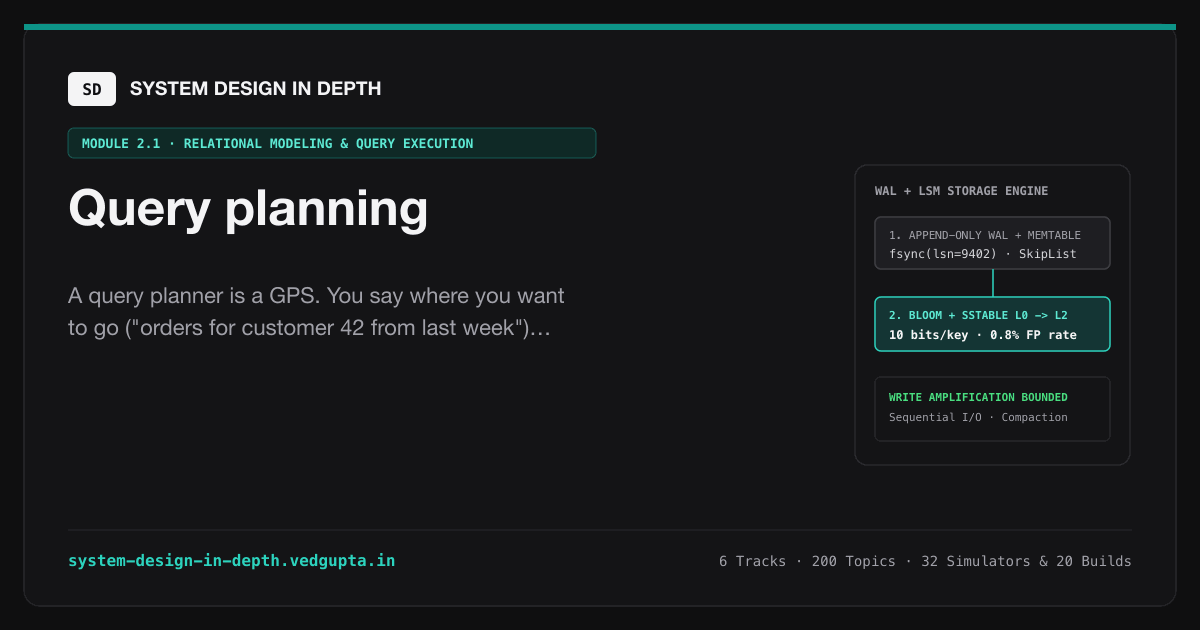 SD SYSTEM DESIGN IN DEPTH
MODULE 2.1 · RELATIONAL MODELING & QUERY EXECUTION
Query planning
A query planner is a GPS. You say where you want
to go ("orders for customer 42 from last week")…
WAL + LSM STORAGE ENGINE
1. APPEND-ONLY WAL + MEMTABLE
fsync(lsn=9402) · SkipList
2. BLOOM + SSTABLE L0 -> L2
10 bits/key · 0.8% FP rate
WRITE AMPLIFICATION BOUNDED
Sequential I/O · Compaction
system-design-in-depth.vedgupta.in
6 Tracks · 200 Topics · 32 Simulators & 20 Builds